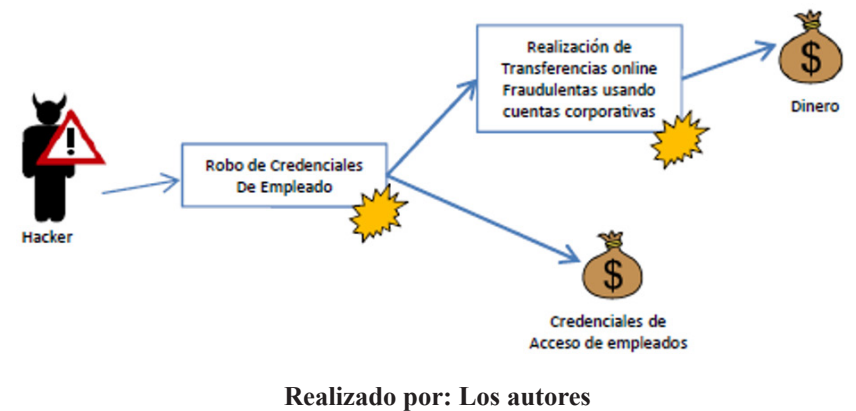 Hacker
Robo de Credenciales
De Empleado
Realización de
Transferencias online
Fraudulentas usando
cuentas corporativas
$
Dinero
$
Credenciales de
Acceso de empleados
Realizado por: Los autores